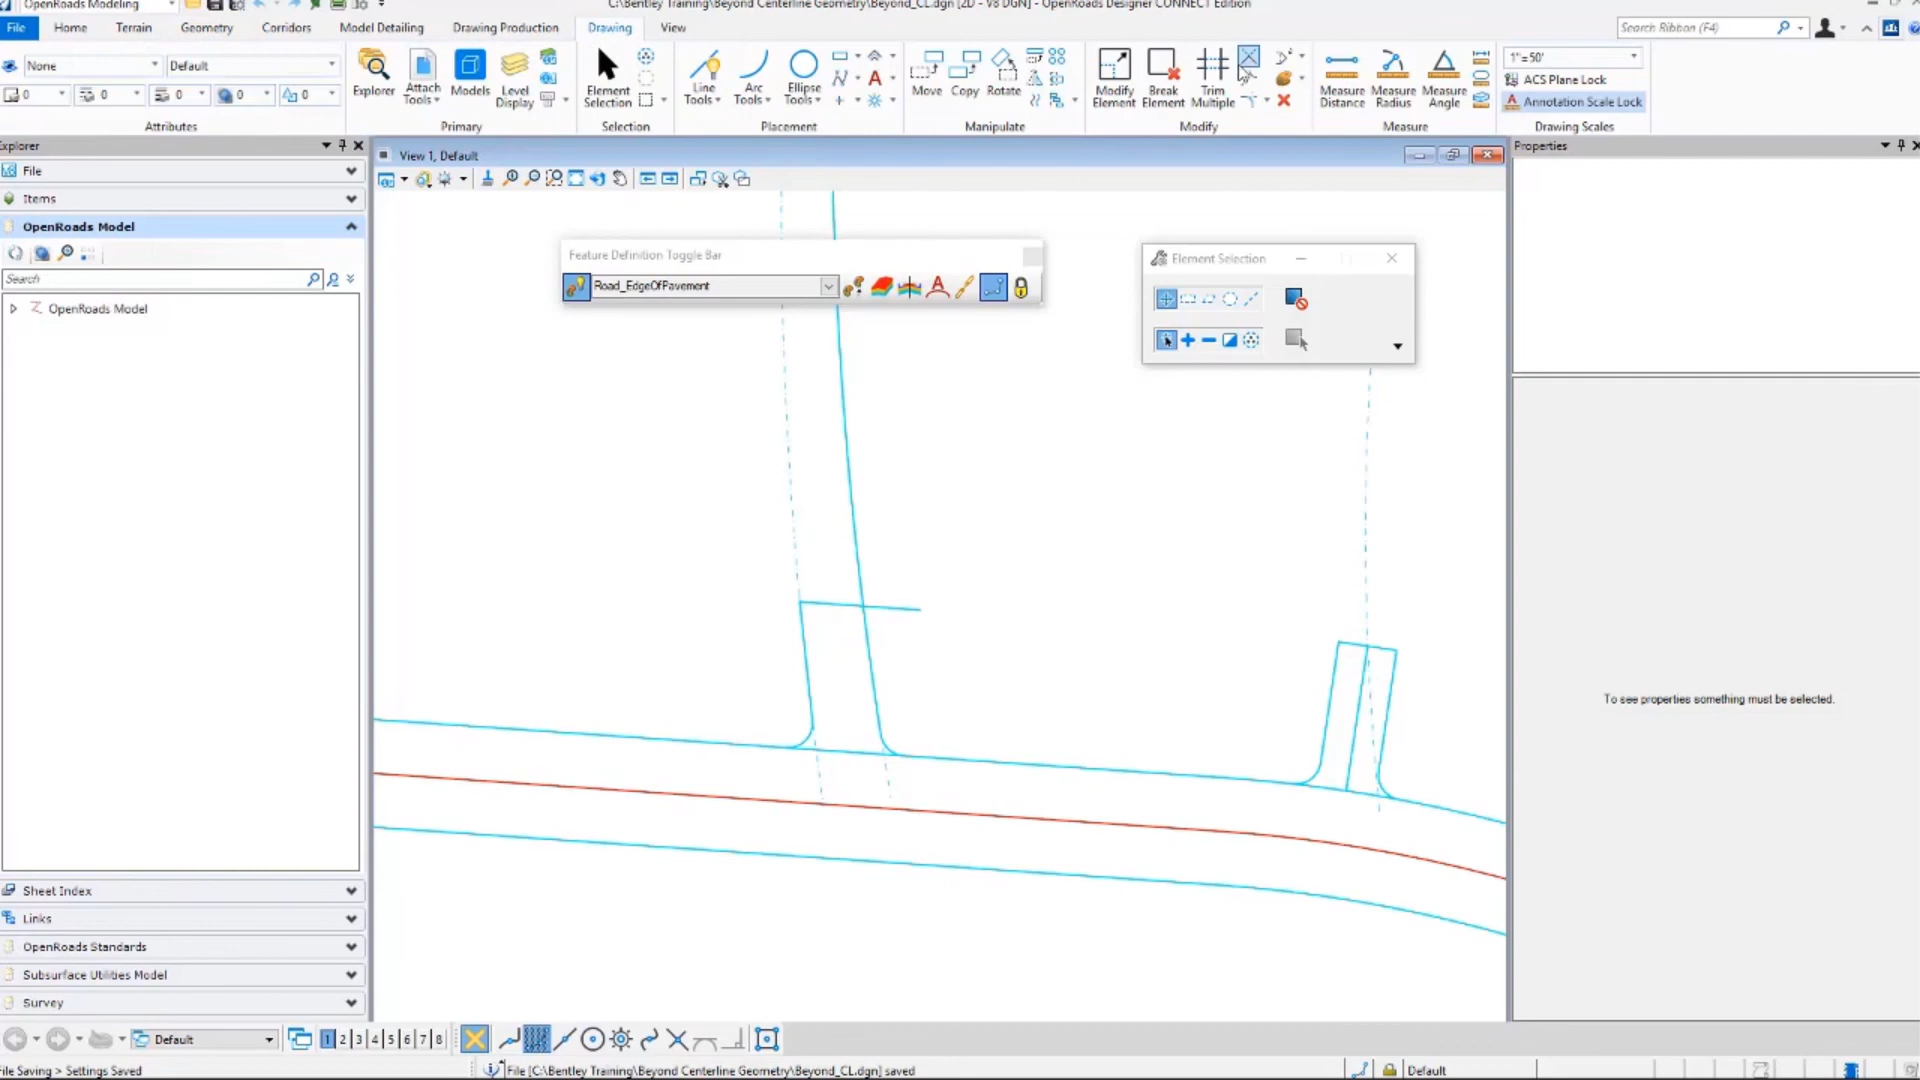 OpenRoads Modeling
C:\Bentley Training\Beyond Centerline Geometry\Beyond_CL.dgn [2D - V8 DGN] - OpenRoads Designer CONNECT Edition
File Home Terrain Geometry Corridors Model Detailing Drawing Production Drawing View
Search Ribbon (F4)
None Default
0 0 0 0 0
Attributes
Explorer
Attach Tools
Models
Level Display
Primary
Element Selection
Selection
Line Tools
Arc Tools
Ellipse Tools
Placement
Move Copy Rotate
Manipulate
Modify Element
Break Element
Trim Multiple
Modify
Measure Distance
Measure Radius
Measure Angle
Measure
1"=50'
ACS Plane Lock
Annotation Scale Lock
Drawing Scales
Explorer
File
Items
OpenRoads Model
Search
OpenRoads Model
Sheet Index
Links
OpenRoads Standards
Subsurface Utilities Model
Survey
View 1, Default
Feature Definition Toggle Bar
Road_EdgeOfPavement
Element Selection
Properties
To see properties something must be selected.
Default
1 2 3 4 5 6 7 8
File Saving > Settings Saved
File [C:\Bentley Training\Beyond Centerline Geometry\Beyond_CL.dgn] saved
Default